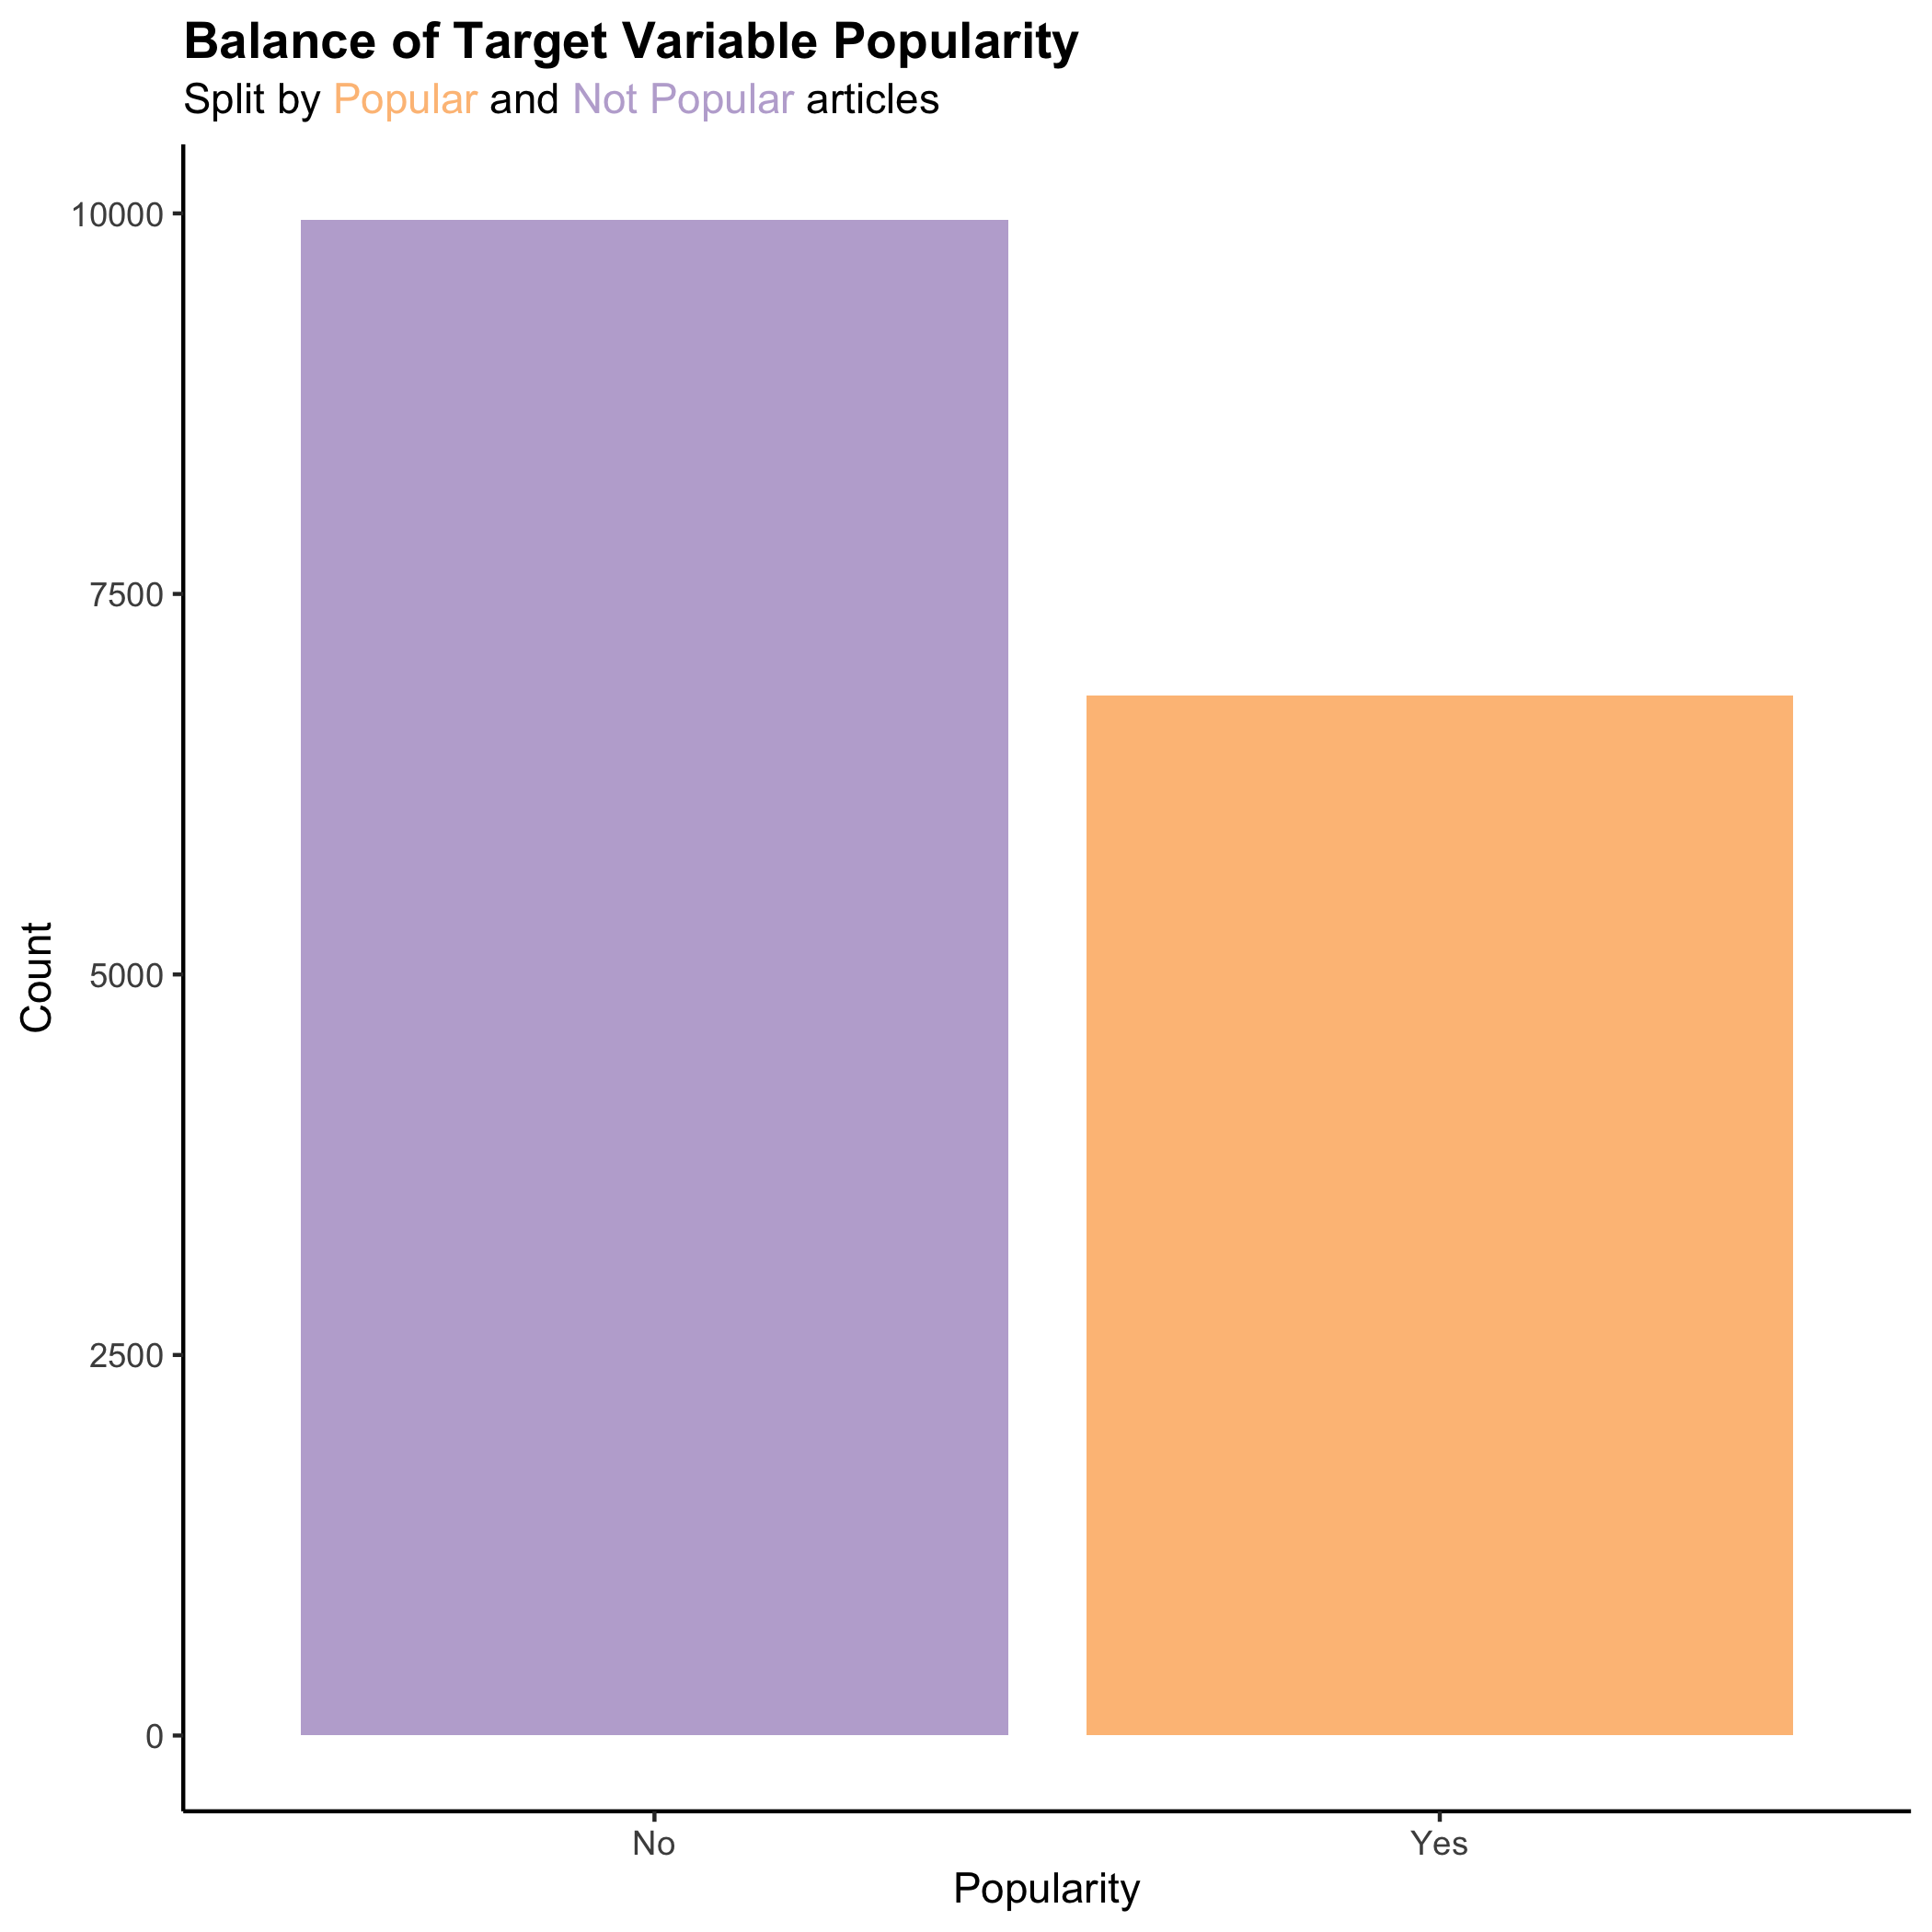 Balance of Target Variable Popularity
Split by Popular and Not Popular articles
10000
7500
5000
2500
0
Count
No
Yes
Popularity